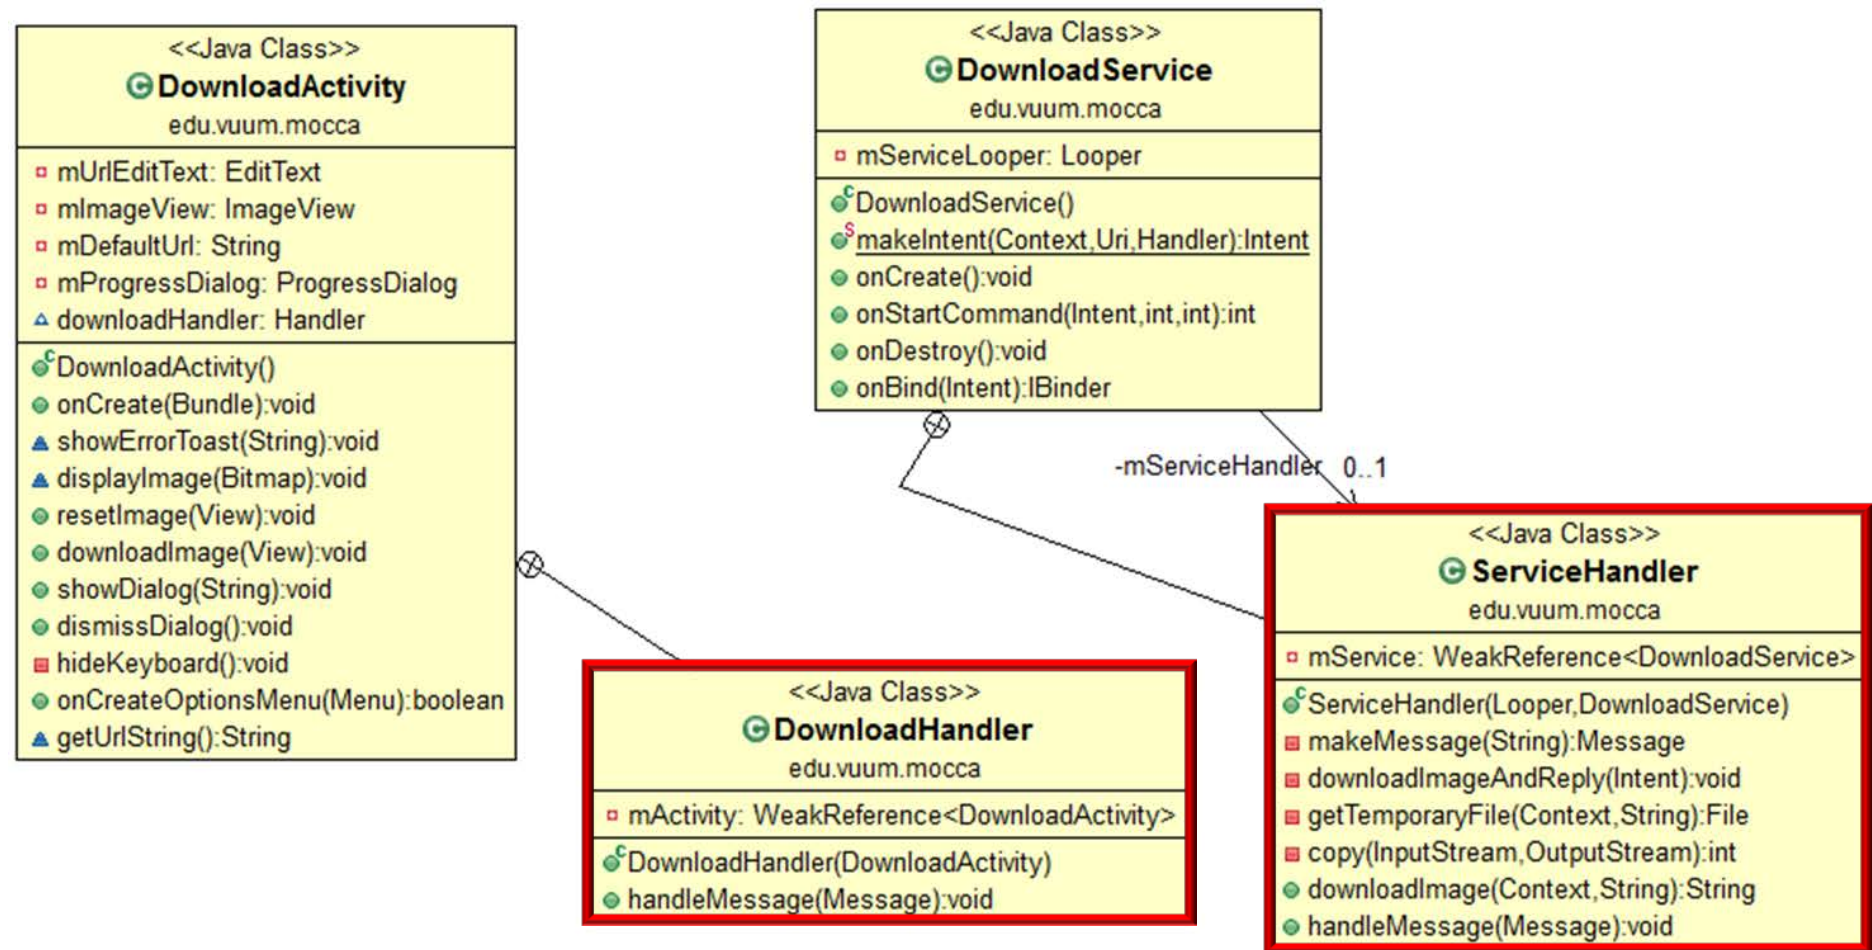 <<Java Class>>
DownloadActivity
edu.vuum.mocca
mUrlEditText: EditText
mImageView: ImageView
mDefaultUrl: String
mProgressDialog: ProgressDialog
downloadHandler: Handler
DownloadActivity()
onCreate(Bundle):void
showErrorToast(String):void
displayImage(Bitmap):void
resetImage(View):void
downloadImage(View):void
showDialog(String):void
dismissDialog():void
hideKeyboard():void
onCreateOptionsMenu(Menu):boolean
getUrlString():String
<<Java Class>>
DownloadService
edu.vuum.mocca
mServiceLooper: Looper
DownloadService()
makeIntent(Context,Uri,Handler):Intent
onCreate():void
onStartCommand(Intent,int,int):int
onDestroy():void
onBind(Intent):IBinder
-mServiceHandler 0..1
<<Java Class>>
DownloadHandler
edu.vuum.mocca
mActivity: WeakReference<DownloadActivity>
DownloadHandler(DownloadActivity)
handleMessage(Message):void
<<Java Class>>
ServiceHandler
edu.vuum.mocca
mService: WeakReference<DownloadService>
ServiceHandler(Looper,DownloadService)
makeMessage(String):Message
downloadImageAndReply(Intent):void
getTemporaryFile(Context,String):File
copy(InputStream,OutputStream):int
downloadImage(Context,String):String
handleMessage(Message):void